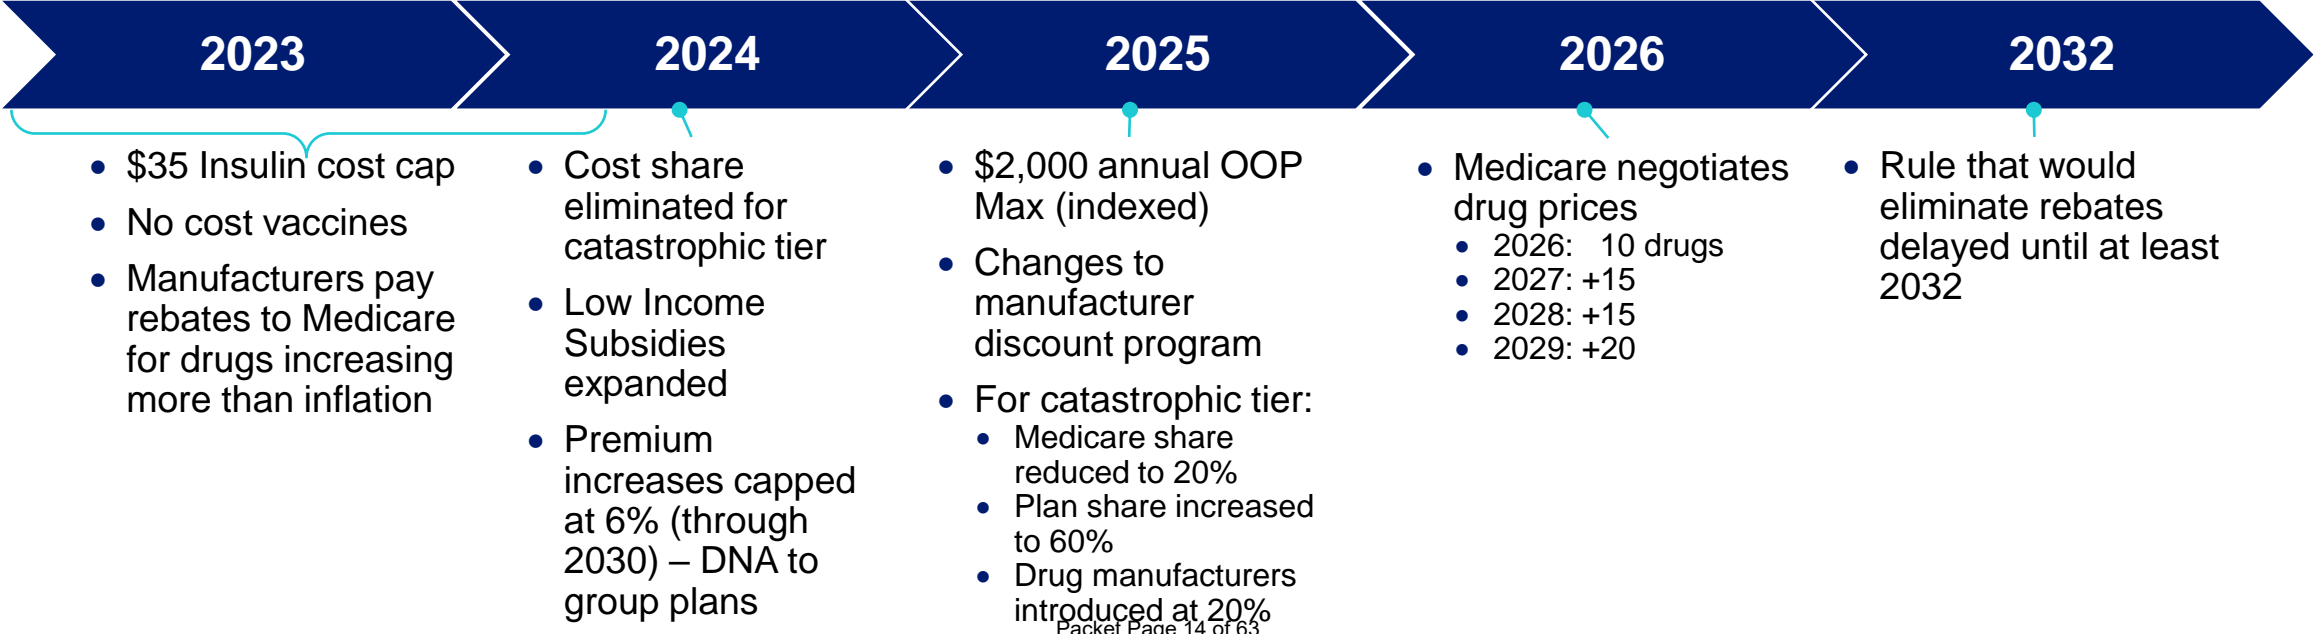 2023
2024
2025
2026
2032
• $35 Insulin cost cap
• No cost vaccines
• Manufacturers pay
rebates to Medicare
for drugs increasing
more than inflation
• Cost share
eliminated for
catastrophic tier
• Low Income
Subsidies
expanded
• Premium
increases capped
at 6% (through
2030) – DNA to
group plans
• $2,000 annual OOP
Max (indexed)
• Changes to
manufacturer
discount program
• For catastrophic tier:
• Medicare share
reduced to 20%
• Plan share increased
to 60%
• Drug manufacturers
introduced at 20%
• Medicare negotiates
drug prices
• 2026: 10 drugs
• 2027: +15
• 2028: +15
• 2029: +20
• Rule that would
eliminate rebates
delayed until at least
2032
Packet Page 14 of 63